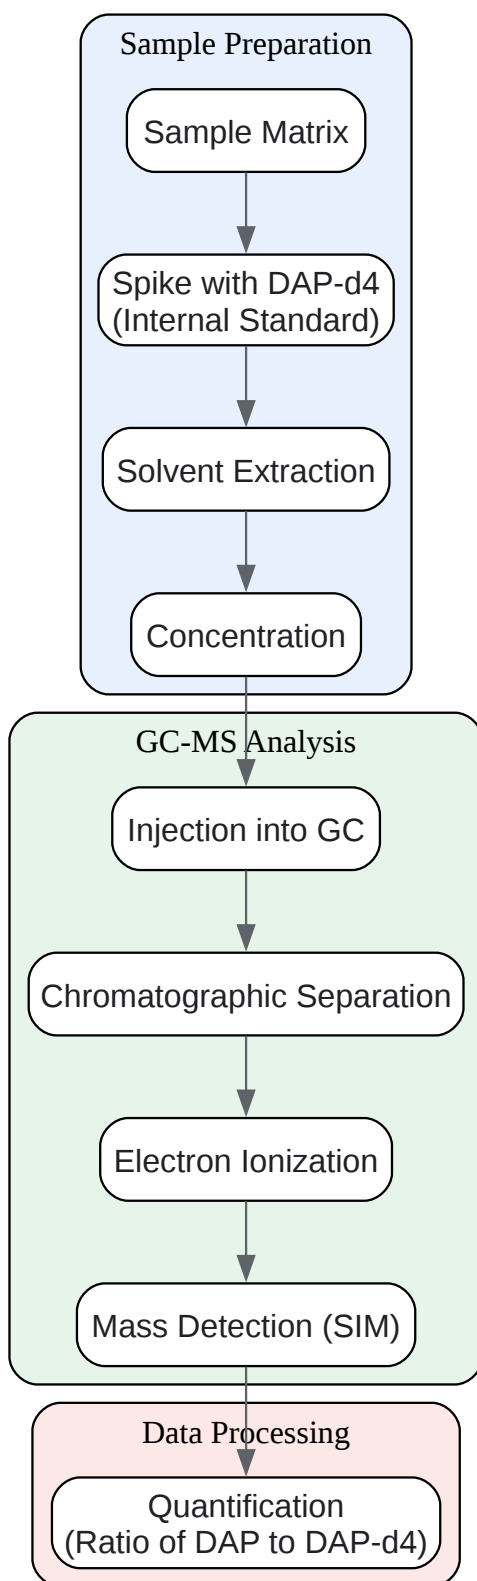 Sample Preparation
Sample Matrix
Spike with DAP-d4
(Internal Standard)
Solvent Extraction
Concentration
GC-MS Analysis
Injection into GC
Chromatographic Separation
Electron Ionization
Mass Detection (SIM)
Data Processing
Quantification
(Ratio of DAP to DAP-d4)